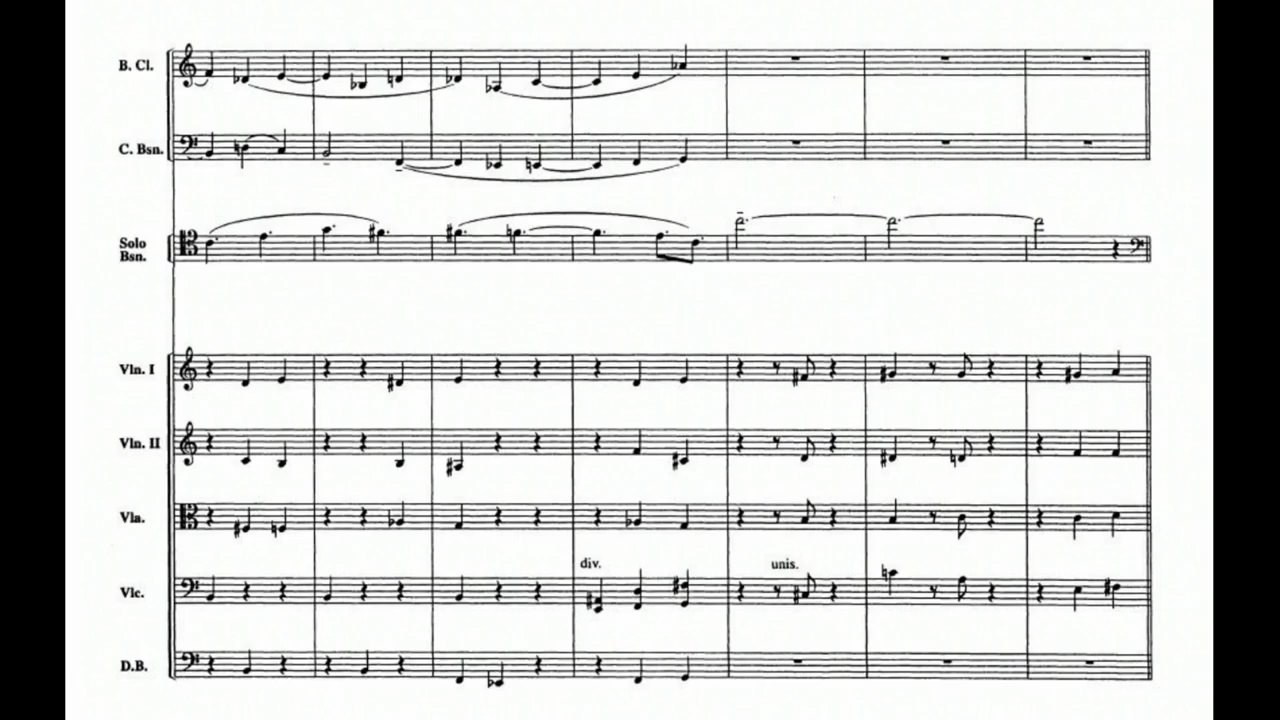 B. Cl.
C. Bsn.
Solo
Bsn.
Vln. I
Vln. II
Vla.
div.
unis.
Vlc.
D.B.